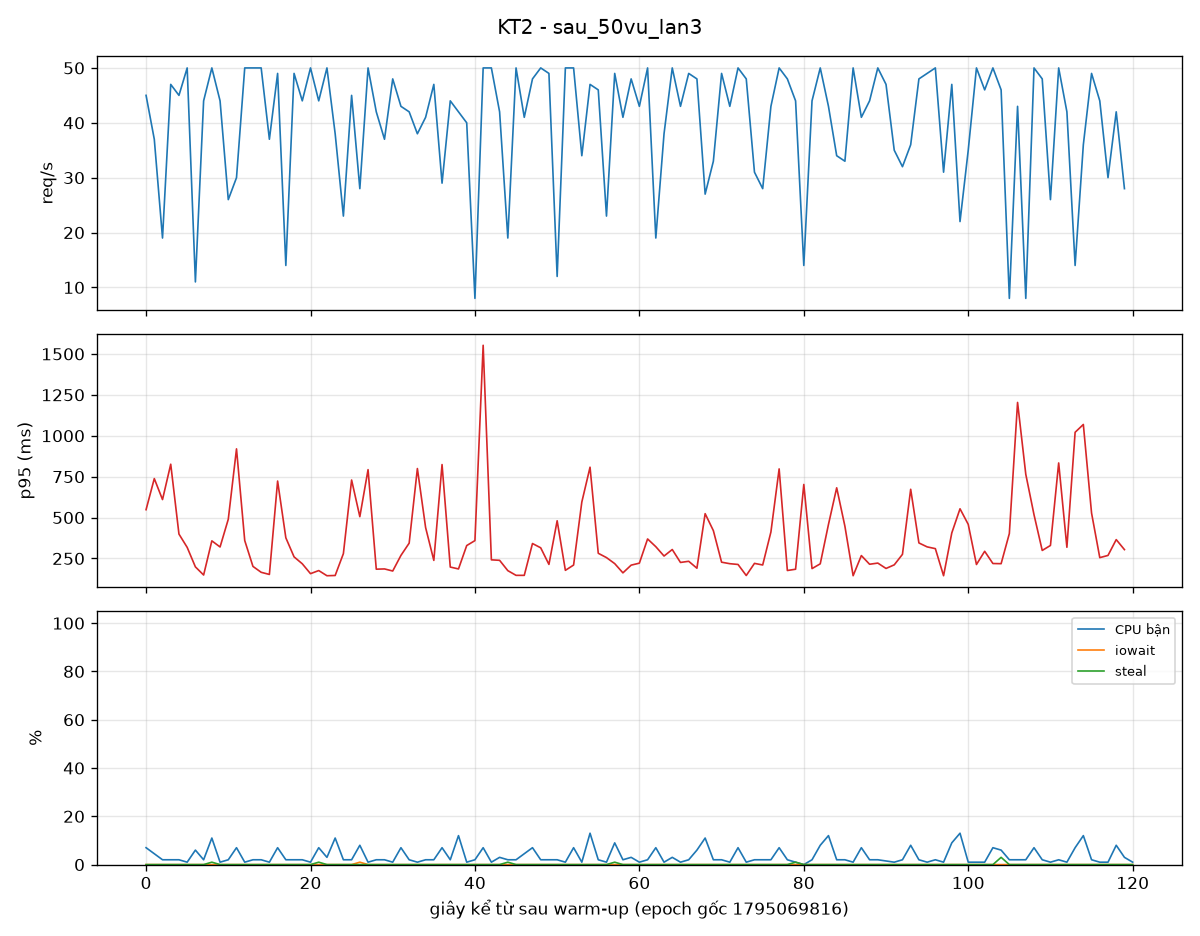 KT2 - sau_50vu_lan3
50
40
30
20
10
req/s
1500
1250
1000
750
500
250
p95 (ms)
100
80
60
40
20
0
%
CPU bận
iowait
steal
0 20 40 60 80 100 120
giây kể từ sau warm-up (epoch gốc 1795069816)